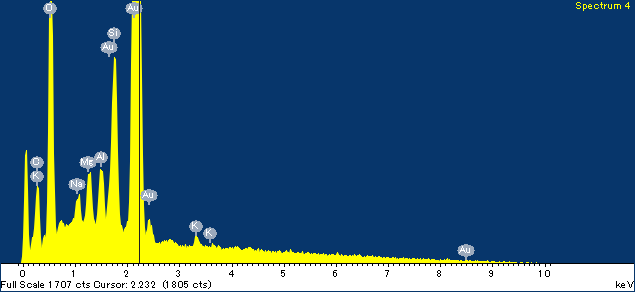 Spectrum 4
O Au
Si
Au
C Mg Al
K
Na Au
K K
Au
0 1 2 3 4 5 6 7 8 9 10
Full Scale 1707 cts Cursor: 2.232 (1805 cts) keV